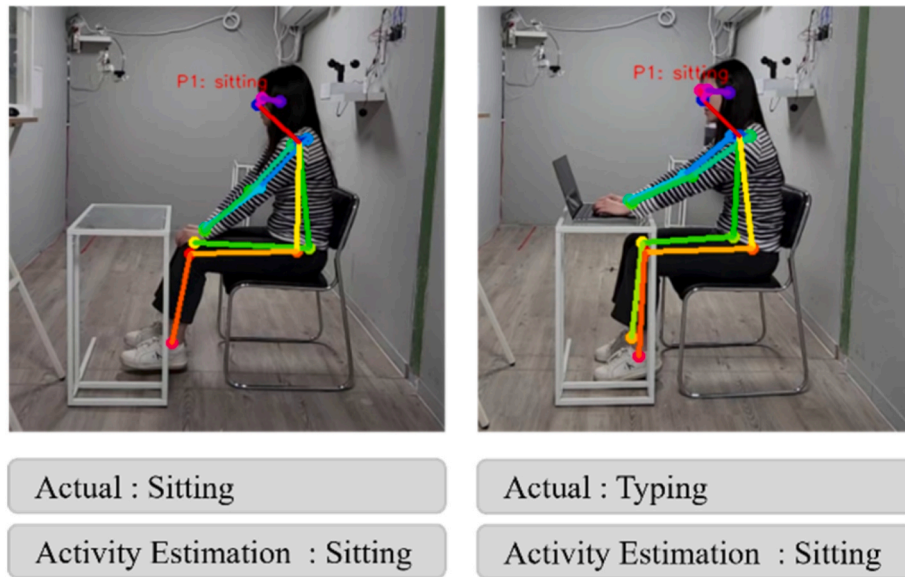 P1: sitting
P1: sitting
Actual : Sitting
Actual : Typing
Activity Estimation : Sitting
Activity Estimation : Sitting